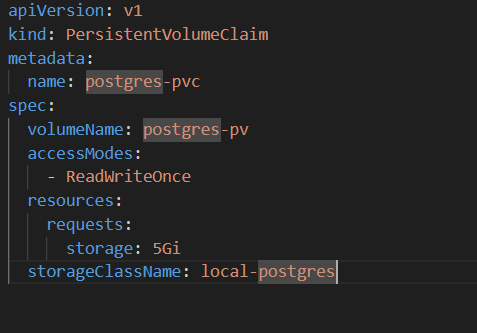 apiVersion: v1
kind: PersistentVolumeClaim
metadata:
  name: postgres-pvc
spec:
  volumeName: postgres-pv
  accessModes:
    - ReadWriteOnce
  resources:
    requests:
      storage: 5Gi
  storageClassName: local-postgres